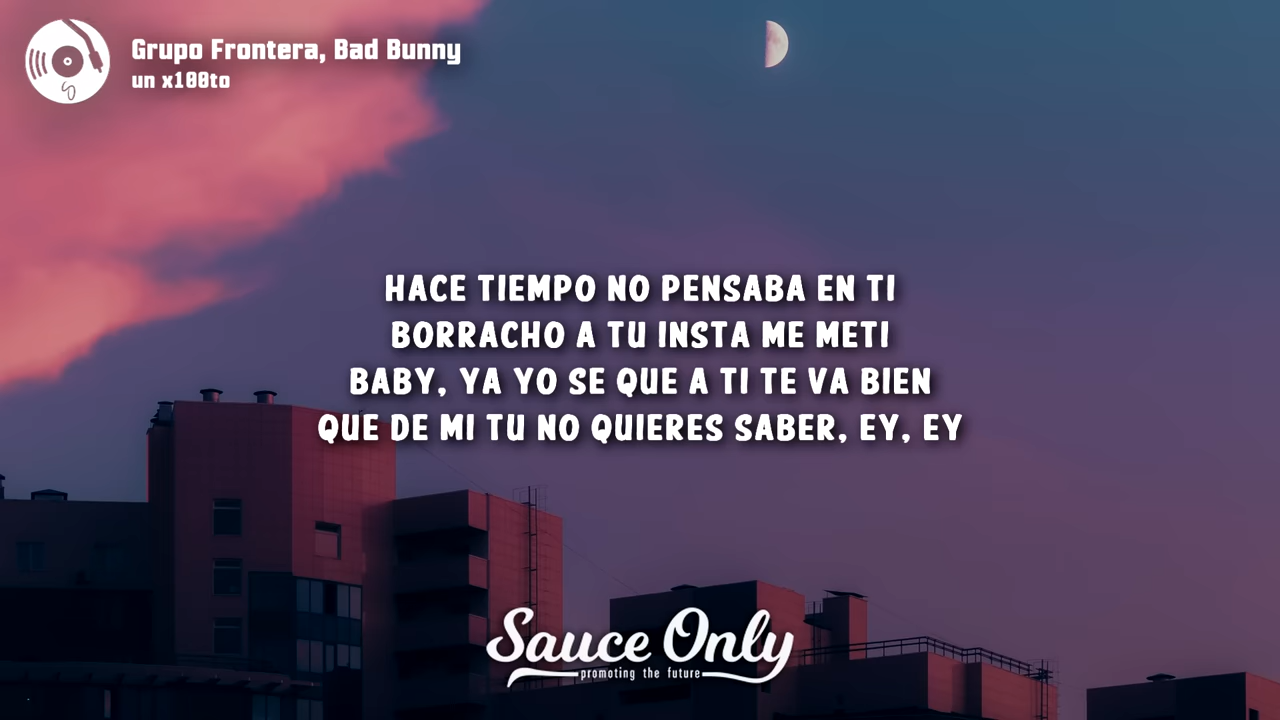 Grupo Frontera, Bad Bunny
un x100to
HACE TIEMPO NO PENSABA EN TI
BORRACHO A TU INSTA ME METI
BABY, YA YO SE QUE A TI TE VA BIEN
QUE DE MI TU NO QUIERES SABER, EY, EY
Sauce Only
promoting the future